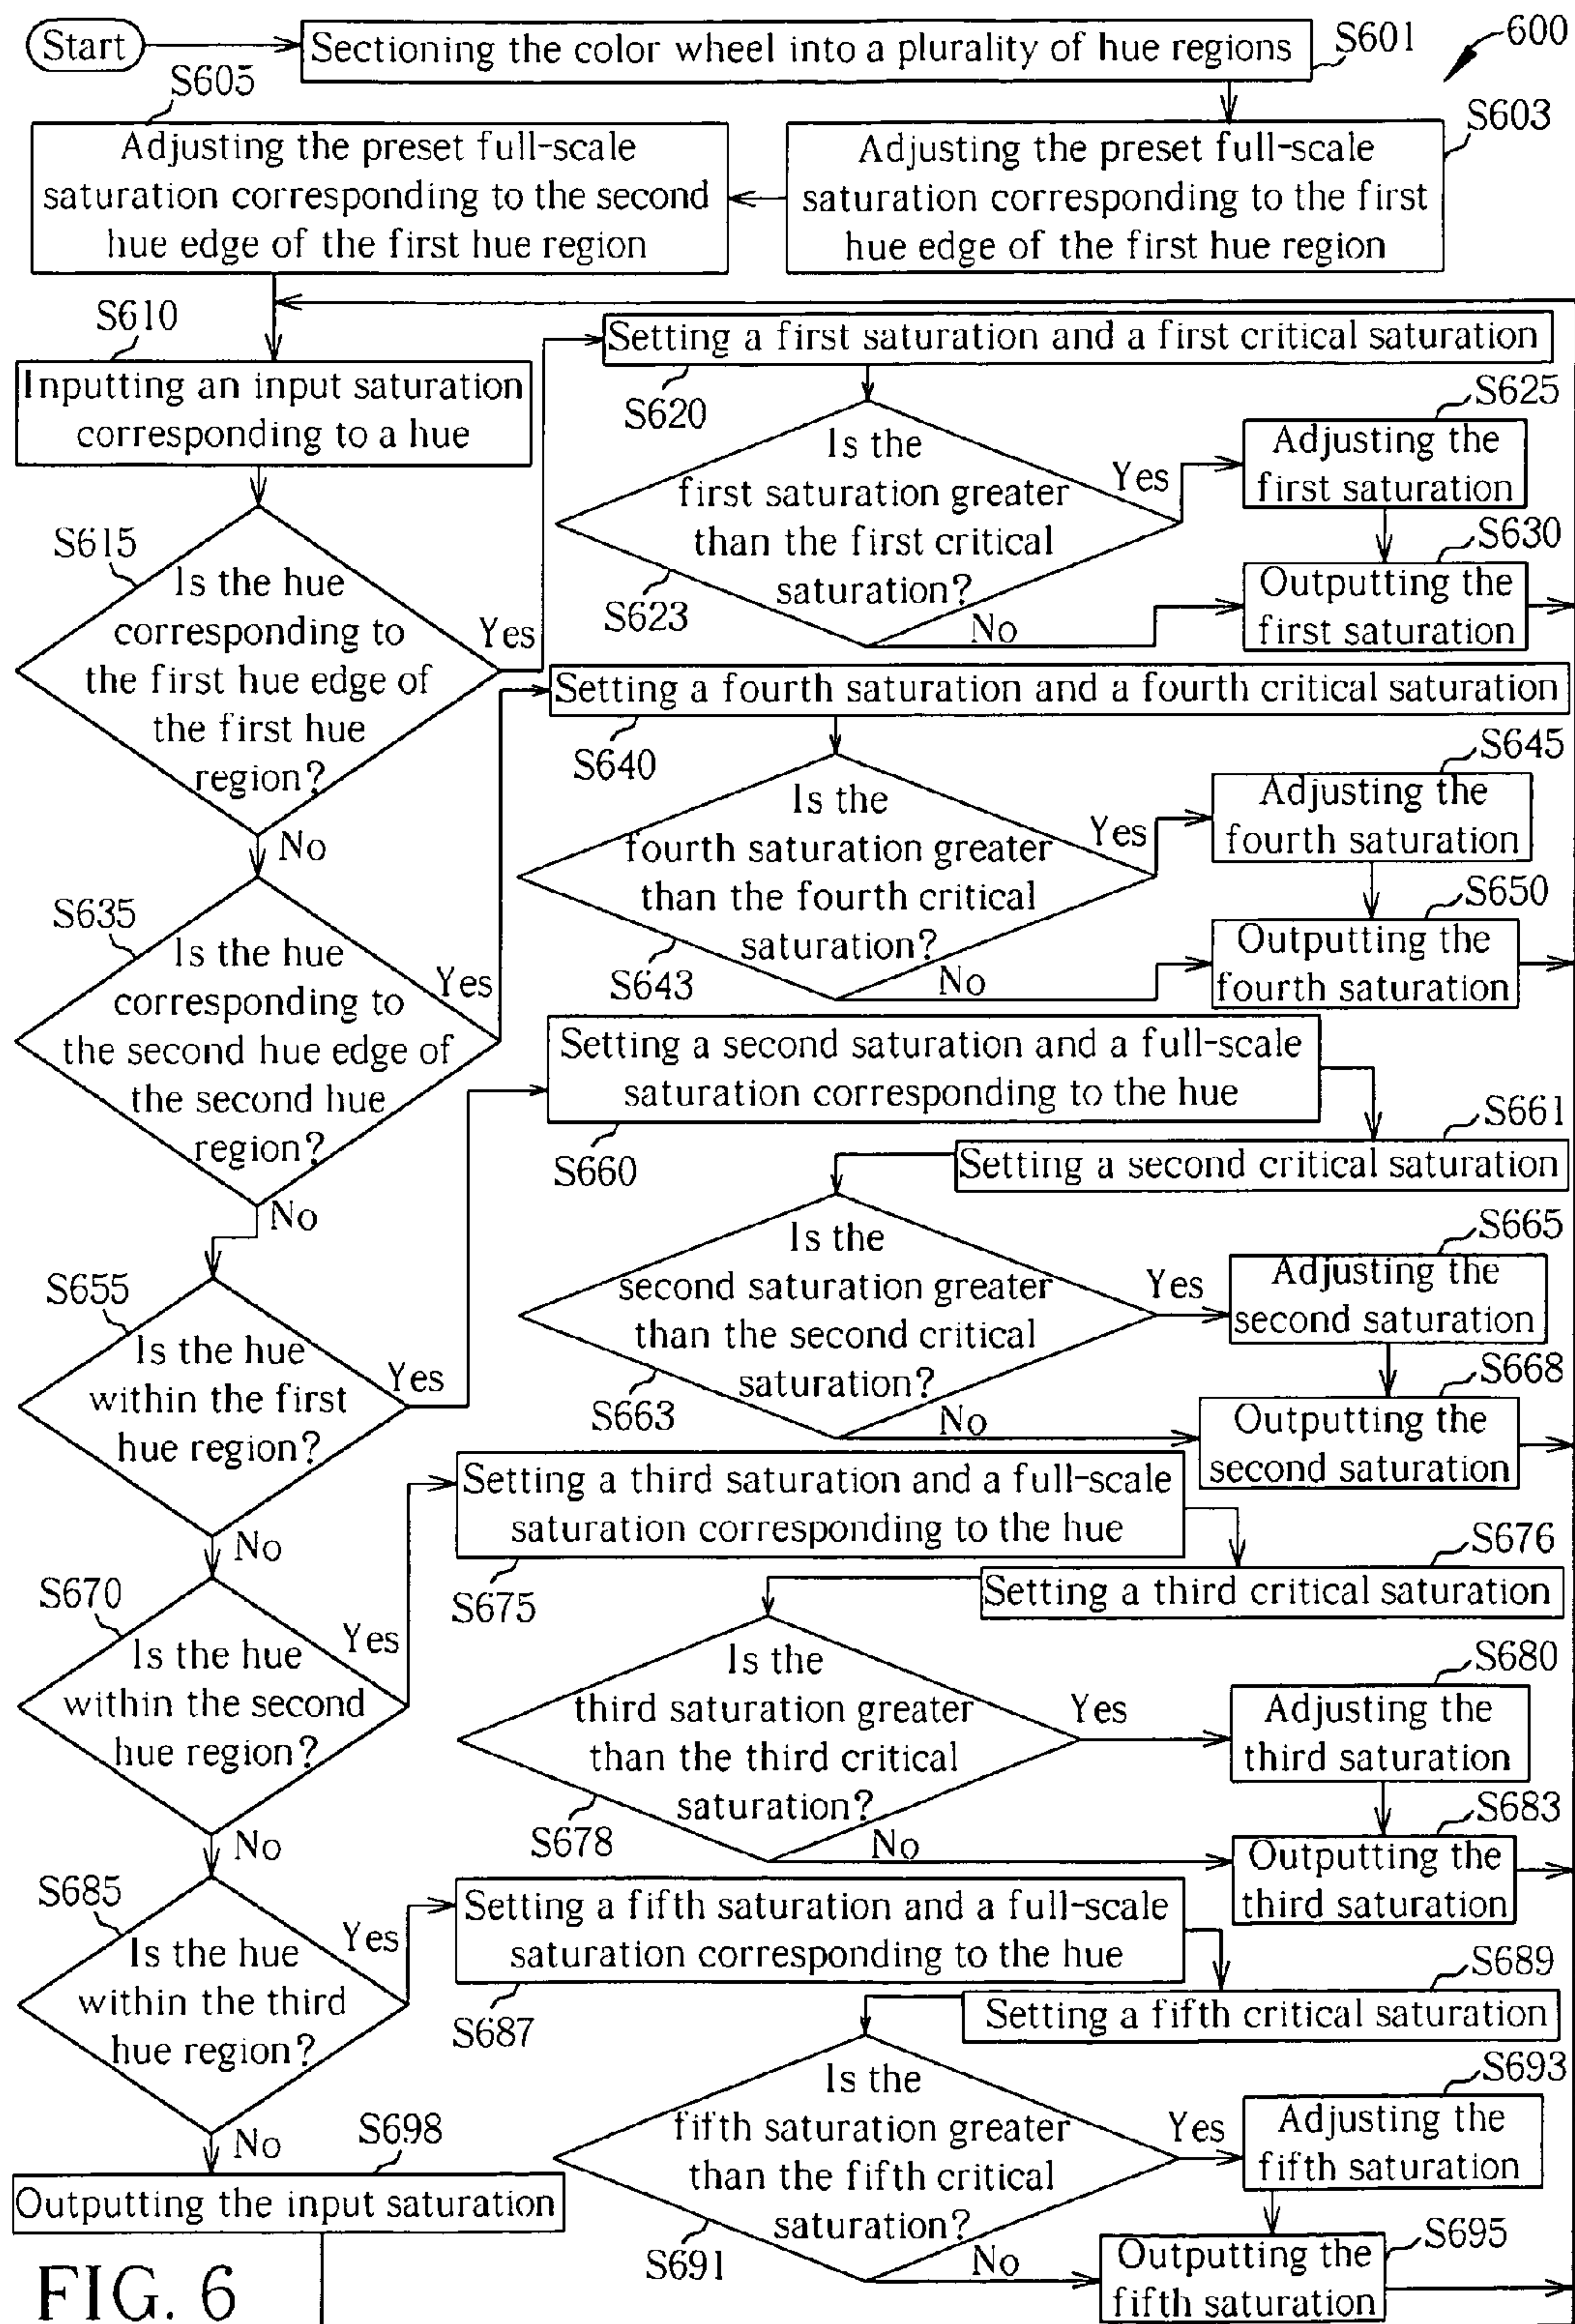 Start
Sectioning the color wheel into a plurality of hue regions
S601
600
S605
S603
Adjusting the preset full-scale
saturation corresponding to the second
hue edge of the first hue region
Adjusting the preset full-scale
saturation corresponding to the first
hue edge of the first hue region
S610
Inputting an input saturation
corresponding to a hue
Setting a first saturation and a first critical saturation
S620
Is the
first saturation greater
than the first critical
saturation?
S623
Yes
No
S625
Adjusting the
first saturation
S630
Outputting the
first saturation
S615
Is the hue
corresponding to
the first hue edge of
the first hue
region?
Yes
No
Setting a fourth saturation and a fourth critical saturation
S640
Is the
fourth saturation greater
than the fourth critical
saturation?
S643
Yes
No
S645
Adjusting the
fourth saturation
S650
Outputting the
fourth saturation
S635
Is the hue
corresponding to
the second hue edge of
the second hue
region?
Yes
No
Setting a second saturation and a full-scale
saturation corresponding to the hue
S660
S661
Setting a second critical saturation
Is the
second saturation greater
than the second critical
saturation?
S663
Yes
No
S665
Adjusting the
second saturation
S668
Outputting the
second saturation
S655
Is the hue
within the first
hue region?
Yes
No
Setting a third saturation and a full-scale
saturation corresponding to the hue
S675
S676
Setting a third critical saturation
Is the
third saturation greater
than the third critical
saturation?
S678
Yes
No
S680
Adjusting the
third saturation
S683
Outputting the
third saturation
S670
Is the hue
within the second
hue region?
Yes
No
Setting a fifth saturation and a full-scale
saturation corresponding to the hue
S687
S689
Setting a fifth critical saturation
Is the
fifth saturation greater
than the fifth critical
saturation?
S691
Yes
No
S693
Adjusting the
fifth saturation
S695
Outputting the
fifth saturation
S685
Is the hue
within the third
hue region?
Yes
No
S698
Outputting the input saturation
FIG. 6